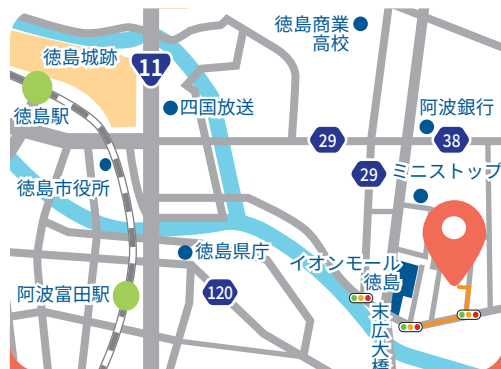 徳島商業
高校
徳島城跡
11
徳島駅
四国放送
阿波銀行
29
38
徳島市役所
29
ミニストップ
徳島県庁
イオンモール
徳島
阿波富田駅
120
末広大橋